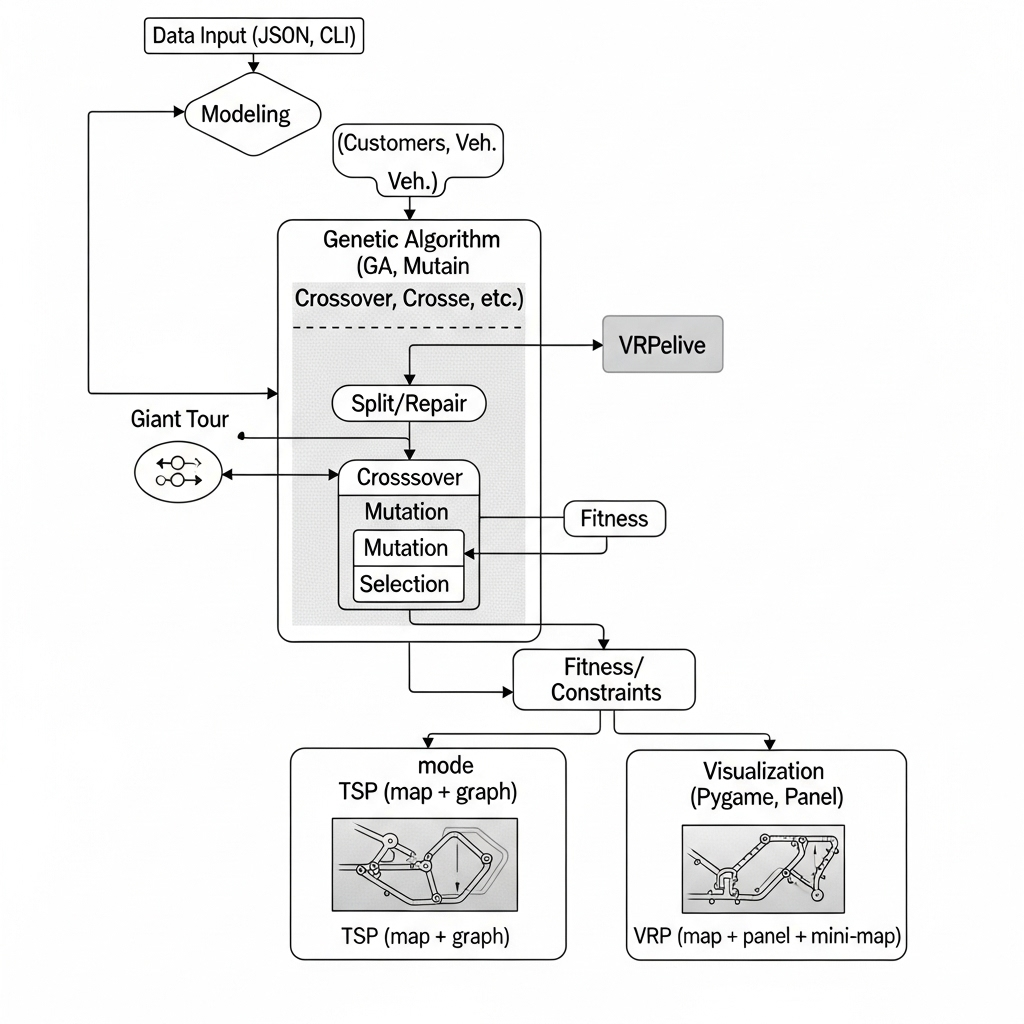 Data Input (JSON, CLI)
Modeling
(Customers, Veh.
Veh.)
Genetic Algorithm
(GA, Mutain
Crossover, Crosse, etc.)
VRPelive
Split/Repair
Giant Tour
Crosssover
Mutation
Fitness
Mutation
Selection
Fitness/
Constraints
mode
TSP (map + graph)
TSP (map + graph)
Visualization
(Pygame, Panel)
VRP (map + panel + mini-map)